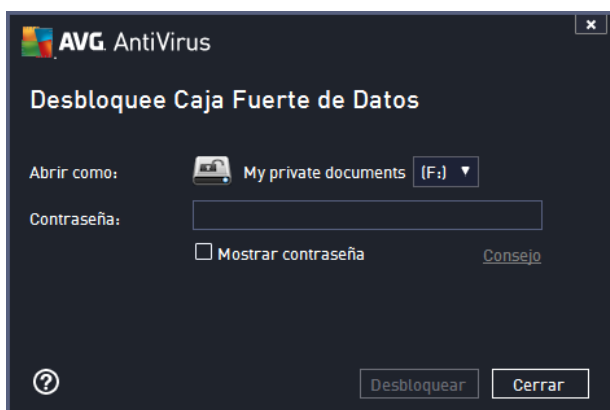 AVG. AntiVirus
Desbloquee Caja Fuerte de Datos
Abrir como: My private documents (F:)
Contraseña:
Mostrar contraseña Consejo
Desbloquear Cerrar